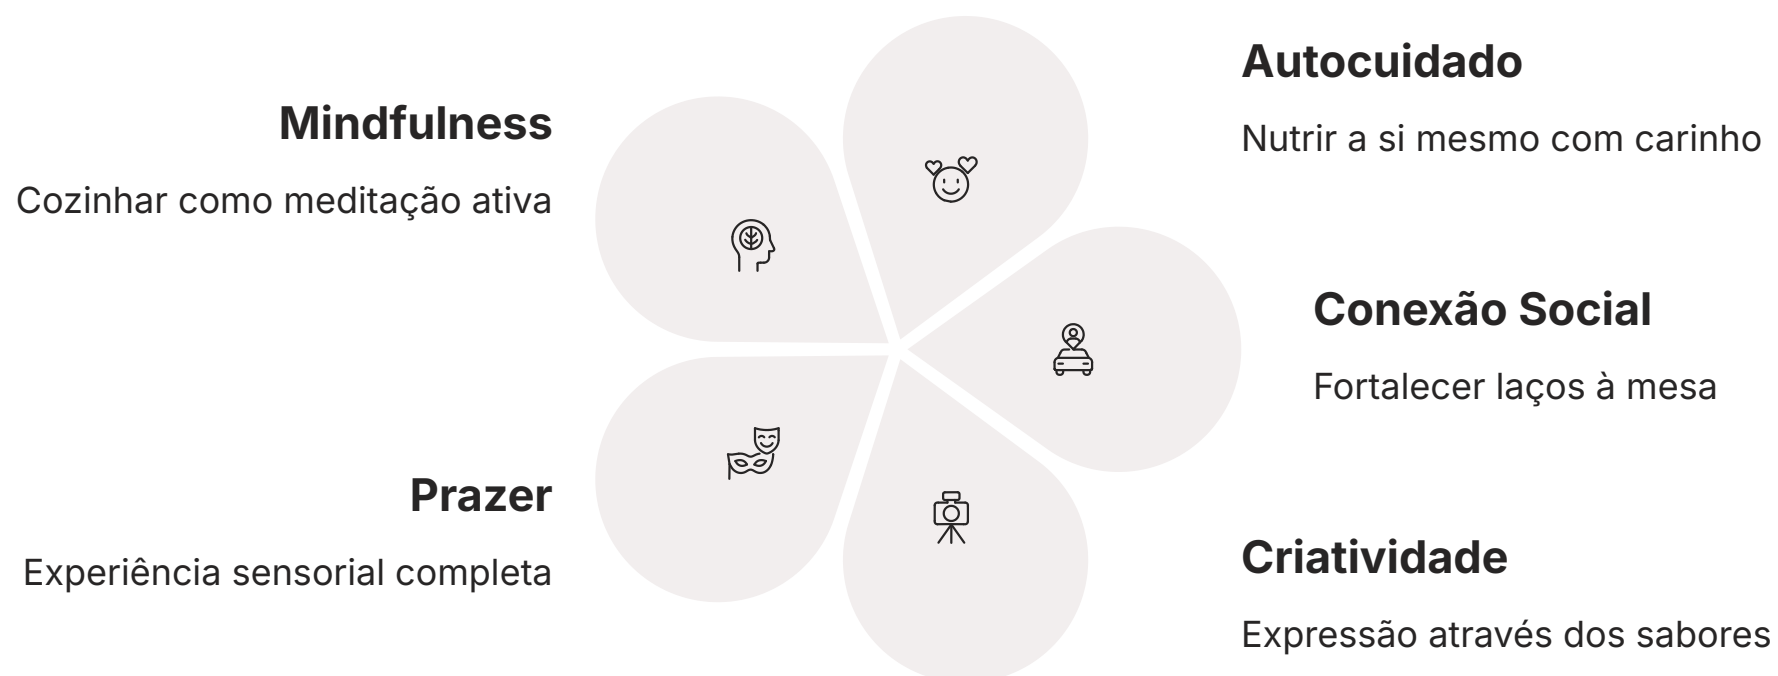 Mindfulness
Cozinhar como meditação ativa
Prazer
Experiência sensorial completa
Autocuidado
Nutrir a si mesmo com carinho
Conexão Social
Fortalecer laços à mesa
Criatividade
Expressão através dos sabores